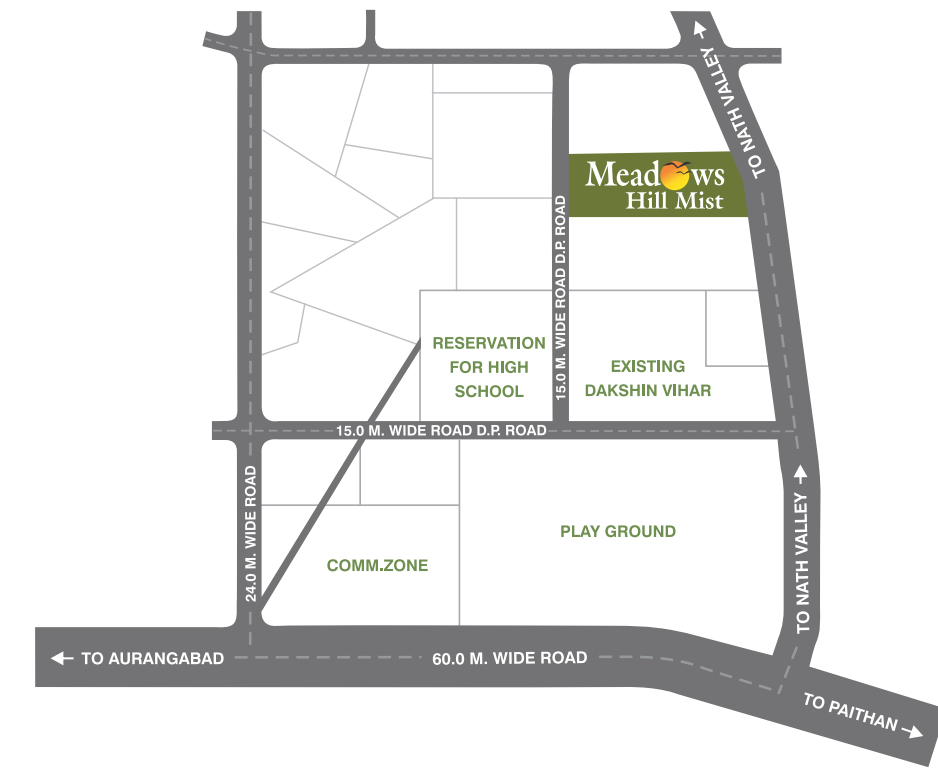 TO NATH VALLEY
Meadows
Hill Mist
15.0 M. WIDE ROAD D.P. ROAD
RESERVATION
FOR HIGH
SCHOOL
EXISTING
DAKSHIN VIHAR
15.0 M. WIDE ROAD D.P. ROAD
24.0 M. WIDE ROAD
PLAY GROUND
COMM.ZONE
TO NATH VALLEY
TO AURANGABAD
60.0 M. WIDE ROAD
TO PAITHAN